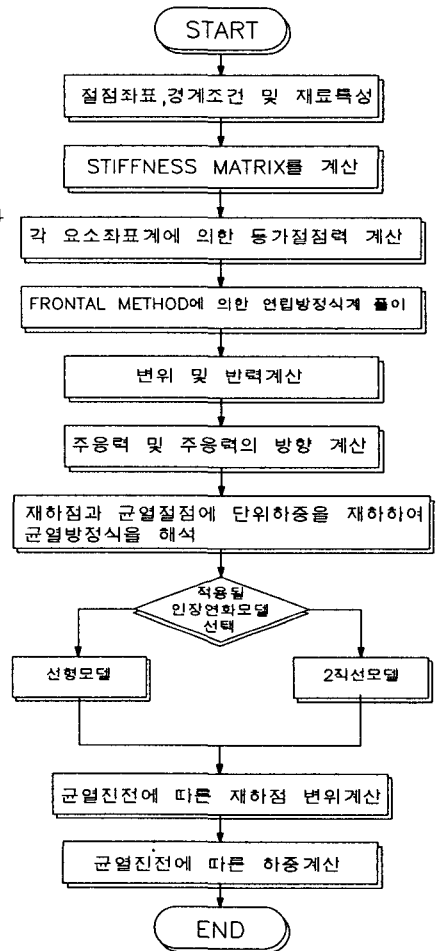 START
절점좌표,경계조건 및 재료특성
STIFFNESS MATRIX를 계산
각 요소좌표계에 의한 등가절점력 계산
FRONTAL METHOD에 의한 연립방정식계 풀이
변위 및 반력계산
주응력 및 주응력의 방향 계산
재하점과 균열절점에 단위하중을 재하하여
균열방정식을 해석
적용될
인장연화모델
선택
선형모델
2직선모델
균열진전에 따른 재하점 변위계산
균열진전에 따른 하중계산
END